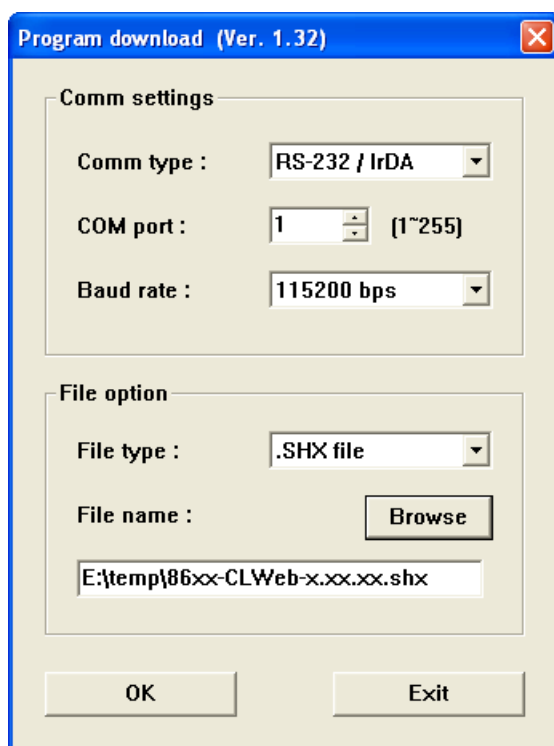 Program download (Ver. 1.32)
Comm settings
Comm type : RS-232 / IrDA
COM port : 1 (1~255)
Baud rate : 115200 bps
File option
File type : .SHX file
File name : Browse
E:\temp\86xx-CLWeb-x.xx.xx.shx
OK Exit